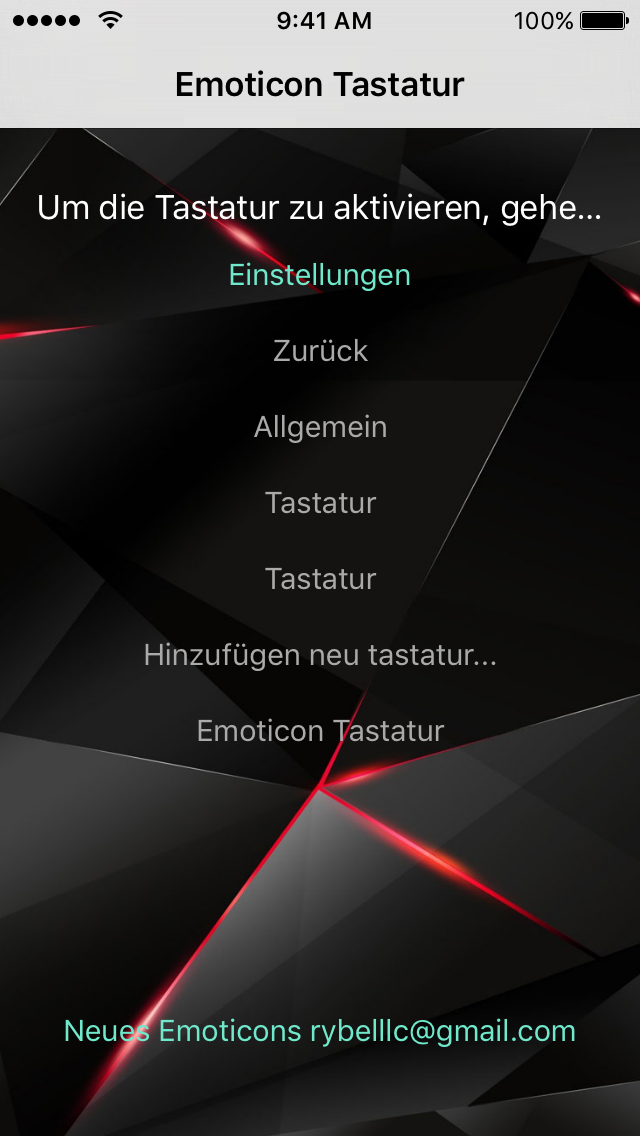 9:41 AM
100%
Emoticon Tastatur
Um die Tastatur zu aktivieren, gehe...
Einstellungen
Zurück
Allgemein
Tastatur
Tastatur
Hinzufügen neu tastatur...
Emoticon Tastatur
Neues Emoticons rybelllc@gmail.com